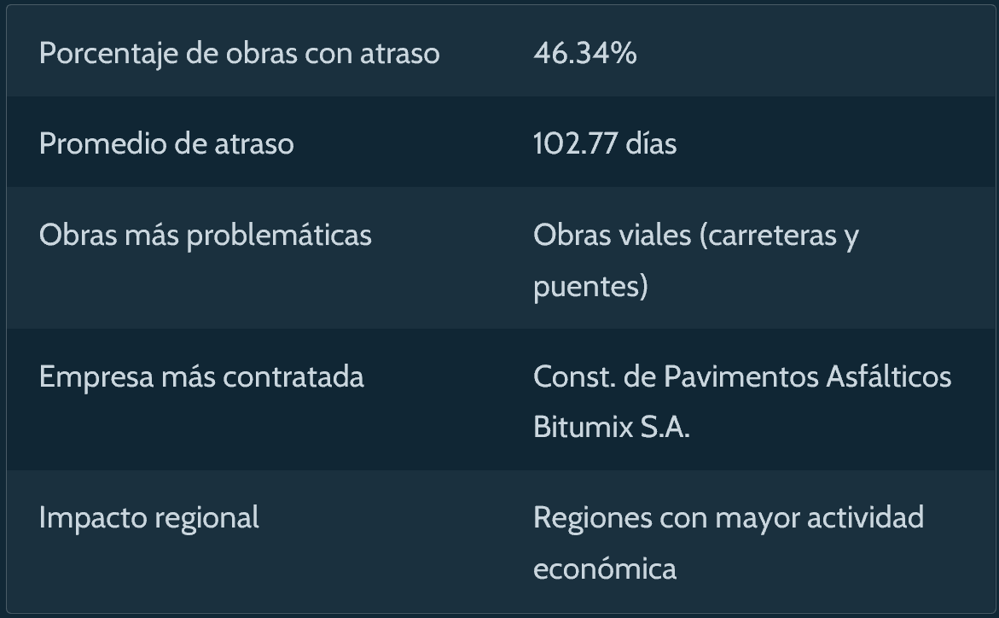 Porcentaje de obras con atraso 46.34%
Promedio de atraso 102.77 días
Obras más problemáticas Obras viales (carreteras y
puentes)
Empresa más contratada Const. de Pavimentos Asfálticos
Bitumix S.A.
Impacto regional Regiones con mayor actividad
económica